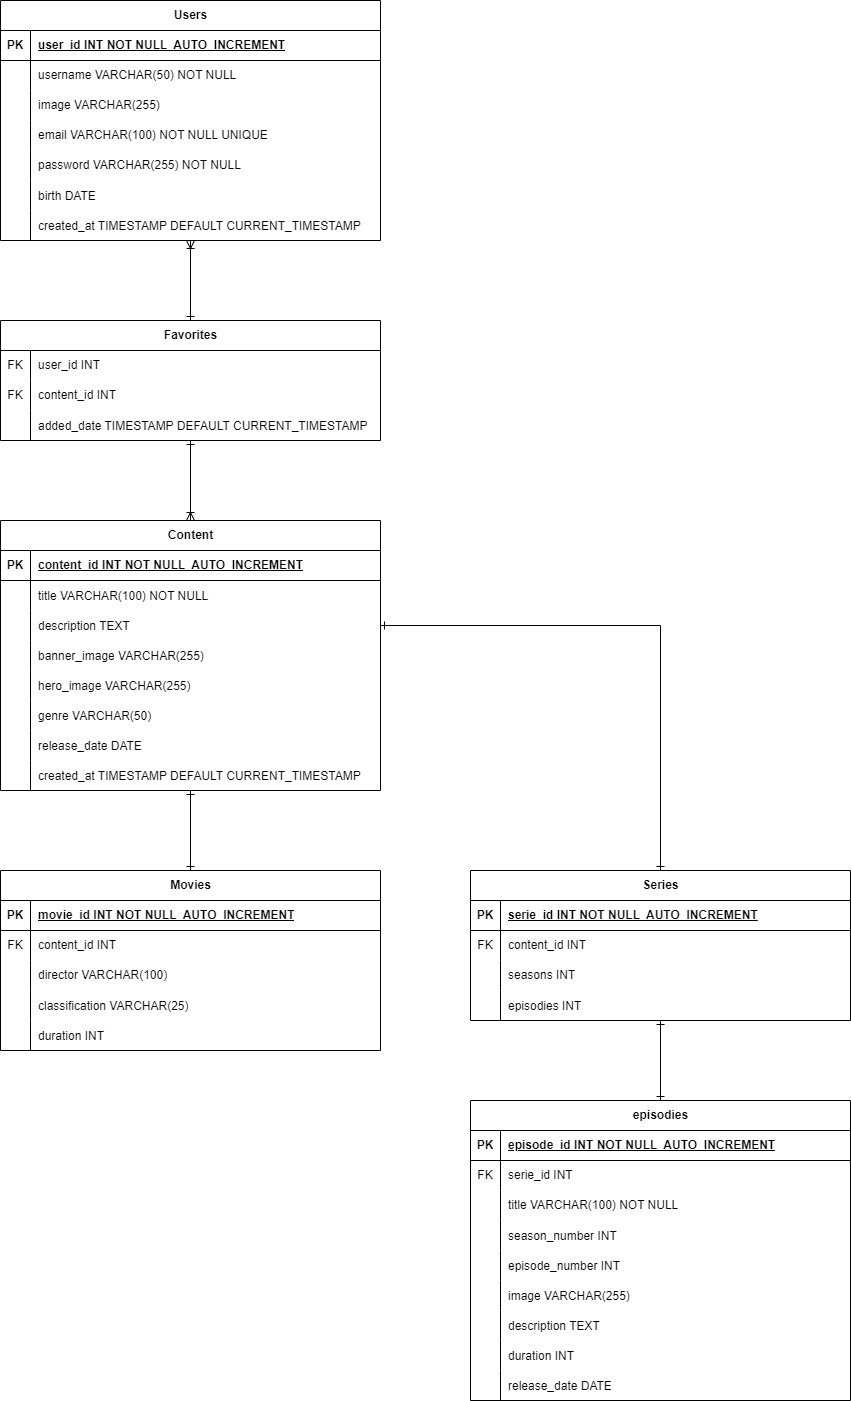 Users
PK user_id INT NOT NULL AUTO_INCREMENT
username VARCHAR(50) NOT NULL
image VARCHAR(255)
email VARCHAR(100) NOT NULL UNIQUE
password VARCHAR(255) NOT NULL
birth DATE
created_at TIMESTAMP DEFAULT CURRENT_TIMESTAMP
Favorites
FK user_id INT
FK content_id INT
added_date TIMESTAMP DEFAULT CURRENT_TIMESTAMP
Content
PK content_id INT NOT NULL AUTO_INCREMENT
title VARCHAR(100) NOT NULL
description TEXT
banner_image VARCHAR(255)
hero_image VARCHAR(255)
genre VARCHAR(50)
release_date DATE
created_at TIMESTAMP DEFAULT CURRENT_TIMESTAMP
Movies
PK movie_id INT NOT NULL AUTO_INCREMENT
FK content_id INT
director VARCHAR(100)
classification VARCHAR(25)
duration INT
Series
PK serie_id INT NOT NULL AUTO_INCREMENT
FK content_id INT
seasons INT
episodies INT
episodies
PK episode_id INT NOT NULL AUTO_INCREMENT
FK serie_id INT
title VARCHAR(100) NOT NULL
season_number INT
episode_number INT
image VARCHAR(255)
description TEXT
duration INT
release_date DATE